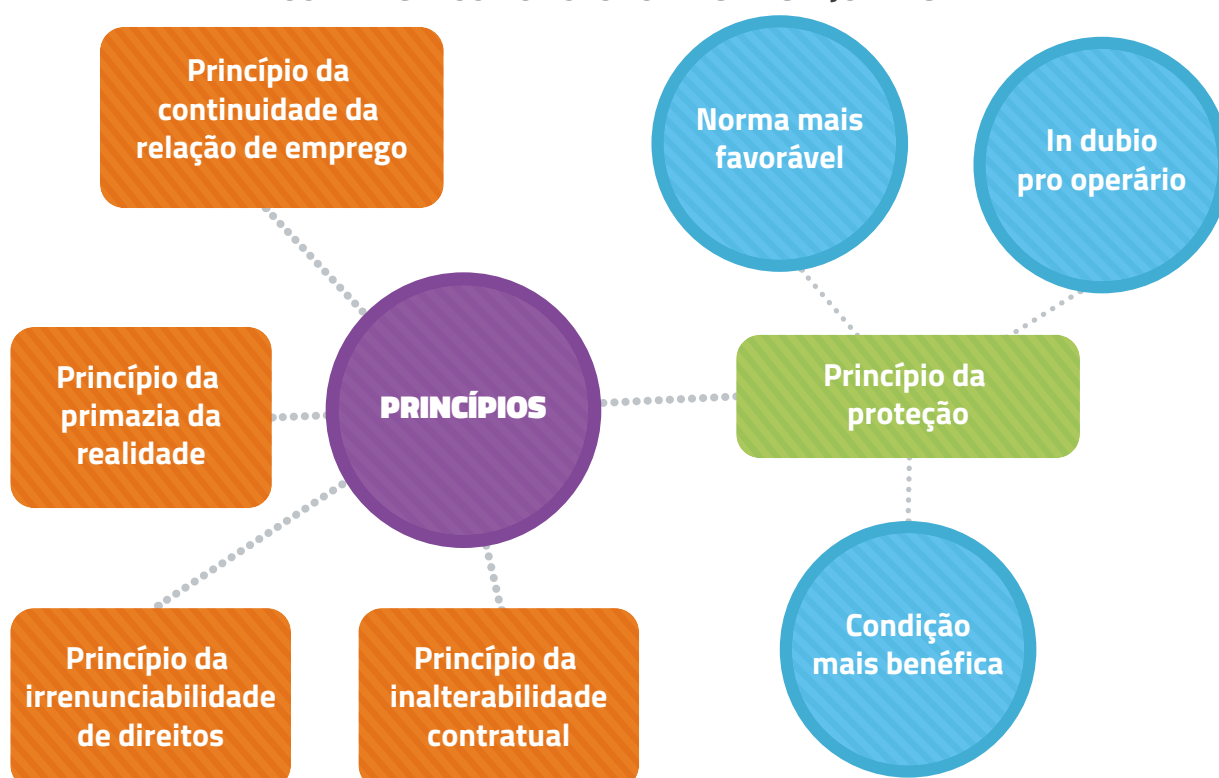 Princípio da
continuidade da
relação de emprego
Norma mais
favorável
In dubio
pro operário
Princípio da
primazia da
realidade
PRINCÍPIOS
Princípio da
proteção
Princípio da
irrenunciabilidade
de direitos
Princípio da
inalterabilidade
contratual
Condição
mais benéfica